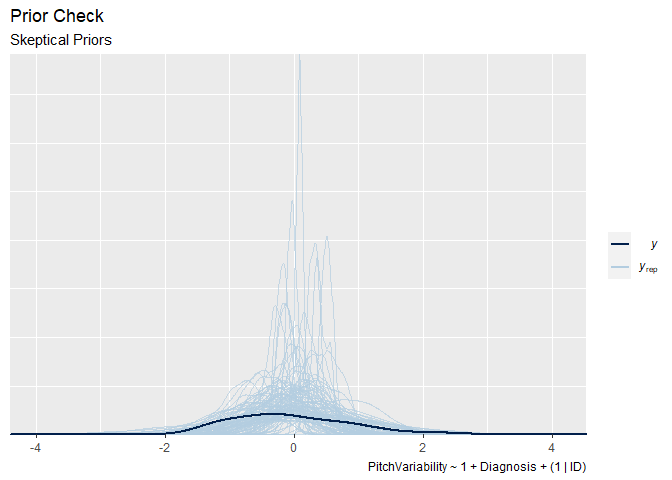 Prior Check
Skeptical Priors
y
y rep
-4 -2 0 2 4
PitchVariability ~ 1 + Diagnosis + (1 | ID)